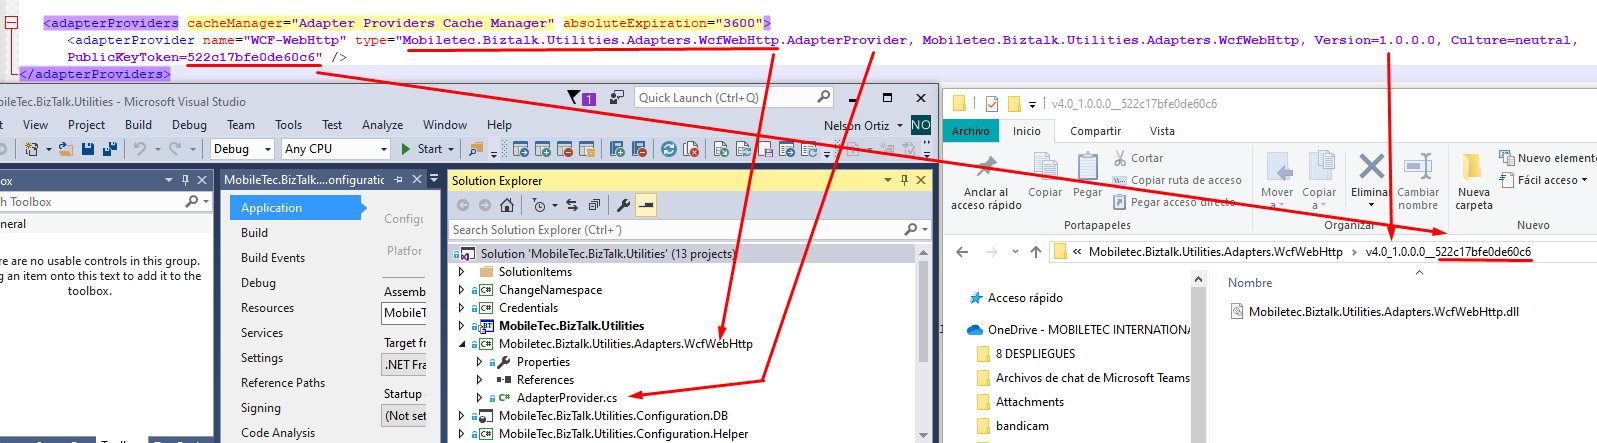 <adapterProviders cacheManager="Adapter Providers Cache Manager" absoluteExpiration="3600">
<adapterProvider name="WCF-WebHttp" type="Mobiletec.Biztalk.Utilities.Adapters.WcfWebHttp.AdapterProvider, Mobiletec.Biztalk.Utilities.Adapters.WcfWebHttp, Version=1.0.0.0, Culture=neutral,
PublicKeyToken=522c17bfe0de60c6" />
</adapterProviders>
bileTec.BizTalk.Utilities - Microsoft Visual Studio
1
Quick Launch (Ctrl+Q)
t View Project Build Debug Team Tools Test Analyze Window Help
Nelson Ortiz NO
Debug Any CPU Start
ox
h Toolbox
eneral
re are no usable controls in this group.
g an item onto this text to add it to the
toolbox.
MobileTec.BizTalk....onfiguratic
Application
Build
Build Events
Debug
Resources
Services
Settings
Reference Paths
Signing
Code Analysis
Configu
Platfor
Assemb
MobileT
Target fr
.NET Fra
Startup
(Not set
Solution Explorer
Search Solution Explorer (Ctrl+´)
Solution 'MobileTec.BizTalk.Utilities' (13 projects)
SolutionItems
ChangeNamespace
Credentials
MobileTec.BizTalk.Utilities
Mobiletec.Biztalk.Utilities.Adapters.WcfWebHttp
Properties
References
AdapterProvider.cs
MobileTec.BizTalk.Utilities.Configuration.DB
MobileTec.BizTalk.Utilities.Configuration.Helper
v4.0_1.0.0.0__522c17bfe0de60c6
Archivo Inicio Compartir Vista
Anclar al
acceso rápido
Copiar
Pegar
Cortar
Copiar ruta de acceso
Pegar acceso directo
Portapapeles
Mover
a
Copiar
a
Eliminar
Cambiar
nombre
Organizar
Nueva
carpeta
Nuevo elemento
Fácil acceso
Nuevo
« Mobiletec.Biztalk.Utilities.Adapters.WcfWebHttp > v4.0_1.0.0.0__522c17bfe0de60c6
Acceso rápido
OneDrive - MOBILETEC INTERNATIONA
8 DESPLIEGUES
Archivos de chat de Microsoft Teams
Attachments
bandicam
Nombre
Mobiletec.Biztalk.Utilities.Adapters.WcfWebHttp.dll